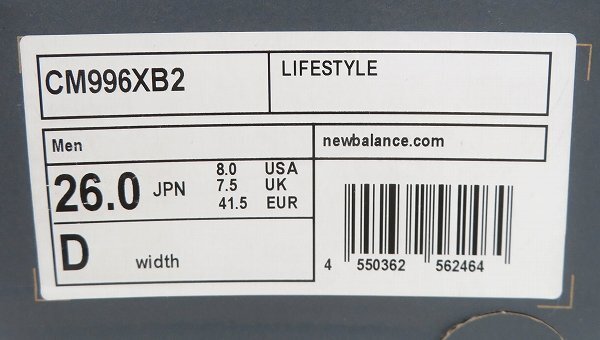 CM996XB2
LIFESTYLE
Men
newbalance.com
26.0 JPN
8.0 USA
7.5 UK
41.5 EUR
D width
4 550362 562464